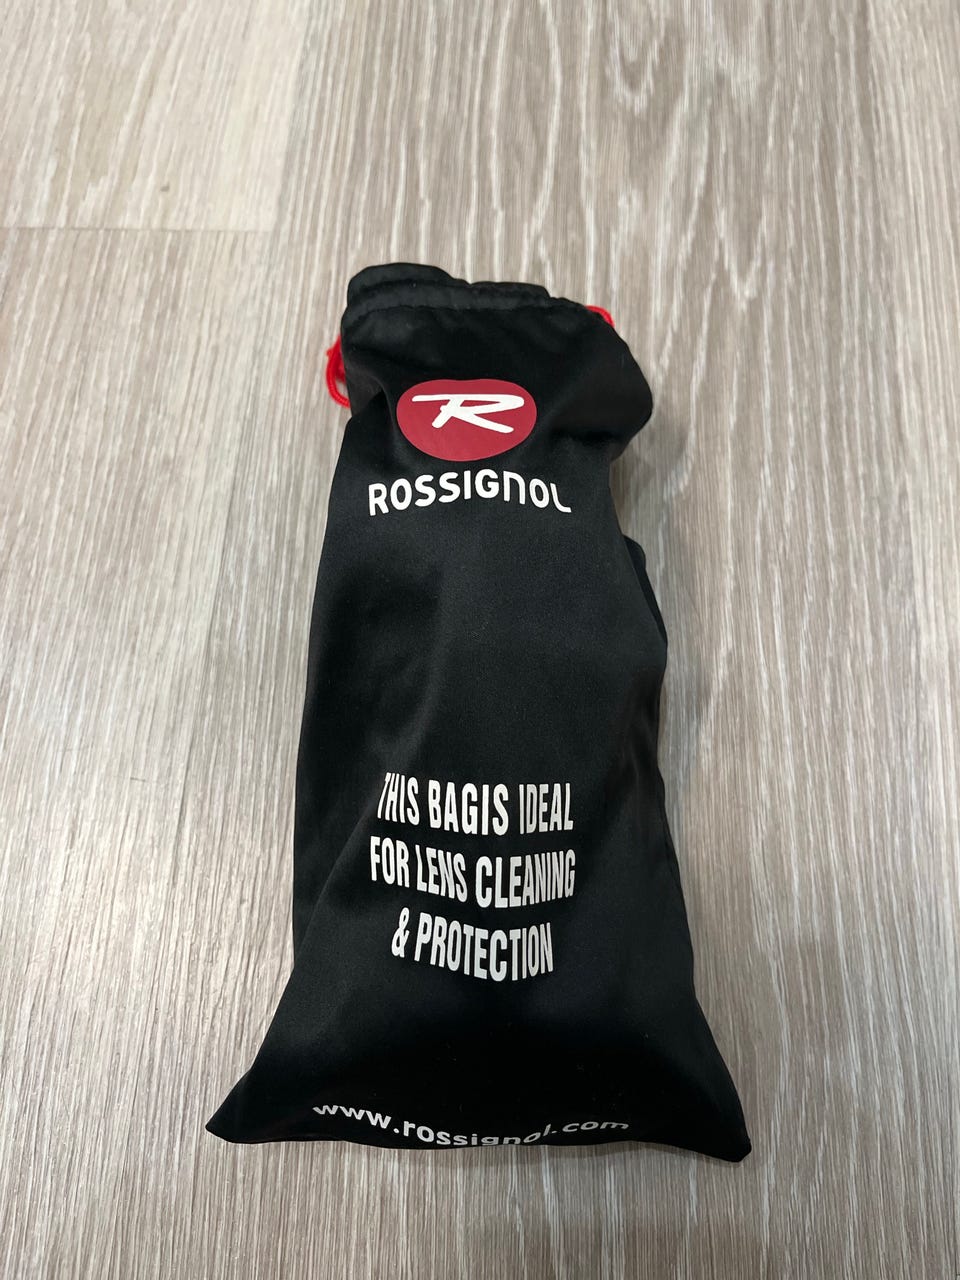 R
ROSSIGNOL
THIS BAGIS IDEAL
FOR LENS CLEANING
& PROTECTION
www.rossignol.com